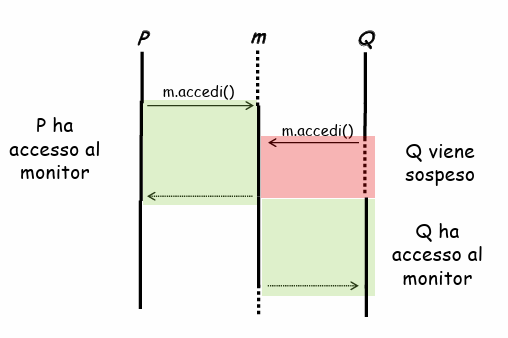 P m Q
m.accedi()
P ha
accesso al
monitor
m.accedi()
Q viene
sospeso
Q ha
accesso al
monitor